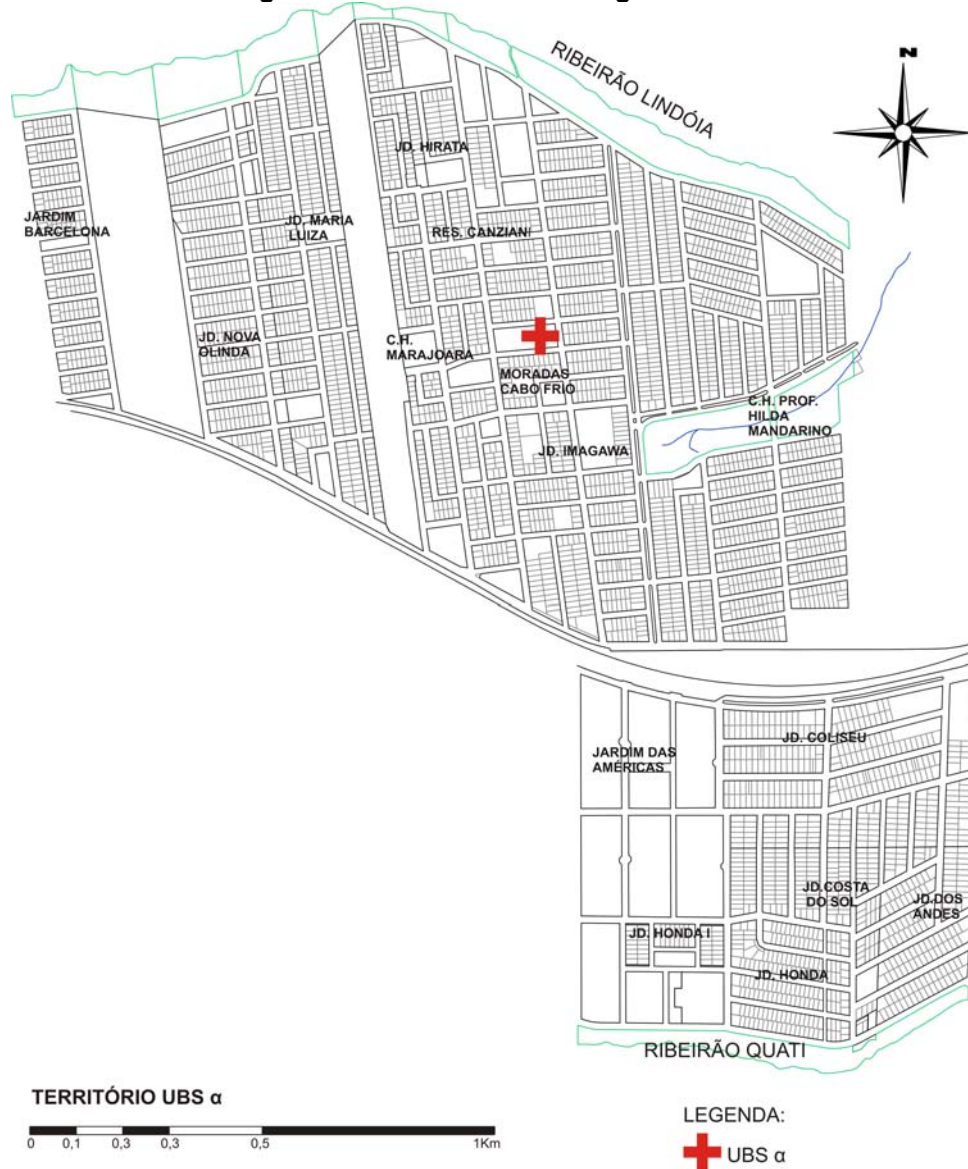 RIBEIRÃO LINDÓIA
N
JD. HIRATA
JARDIM
BARCELONA
JD. MARIA
LUIZA
RES. CANZIANI
JD. NOVA
OLINDA
C.H.
MARAJOARA
MORADAS
CABO FRIO
C.H. PROF.
HILDA
MANDARINO
JD. IMAGAWA
JD. COLISEU
JARDIM DAS
AMÉRICAS
JD.COSTA
DO SOL
JD.DOS
ANDES
JD. HONDA I
JD. HONDA
RIBEIRÃO QUATI
TERRITÓRIO UBS α
0 0,1 0,3 0,3 0,5 1Km
LEGENDA:
UBS α